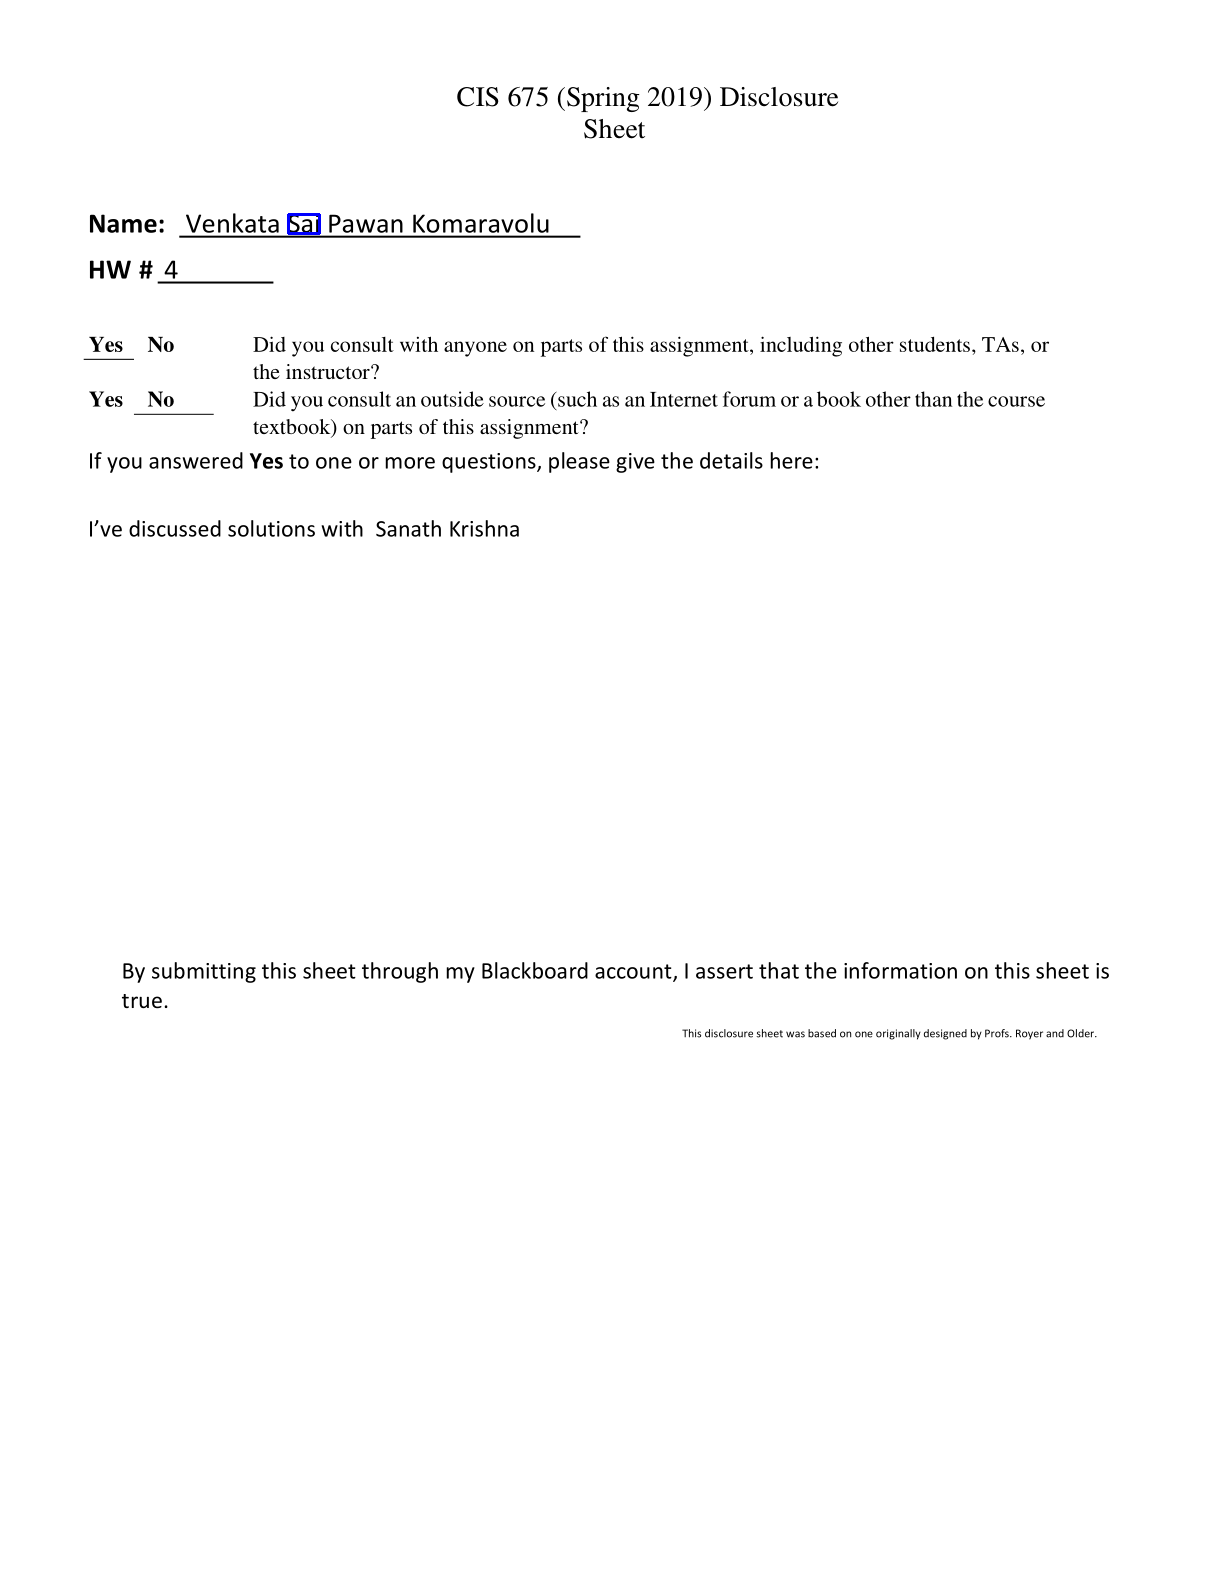 CIS 675 (Spring 2019) Disclosure
Sheet
Name: Venkata Sai Pawan Komaravolu
HW # 4
Yes No Did you consult with anyone on parts of this assignment, including other students, TAs, or
the instructor?
Yes No Did you consult an outside source (such as an Internet forum or a book other than the course
textbook) on parts of this assignment?
If you answered Yes to one or more questions, please give the details here:
I’ve discussed solutions with  Sanath Krishna
By submitting this sheet through my Blackboard account, I assert that the information on this sheet is
true.
This disclosure sheet was based on one originally designed by Profs. Royer and Older.